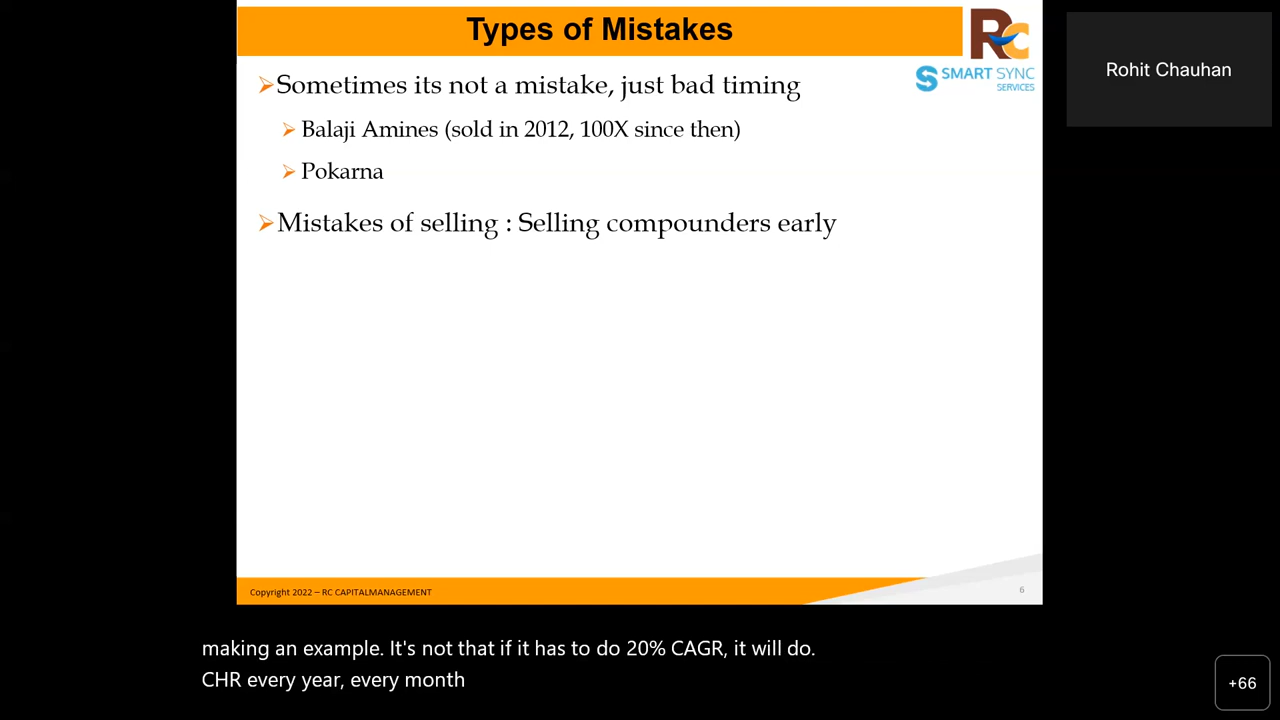 Types of Mistakes
RC
SMART SYNC
SERVICES
Rohit Chauhan
Sometimes its not a mistake, just bad timing
Balaji Amines (sold in 2012, 100X since then)
Pokarna
Mistakes of selling : Selling compounders early
Copyright 2022 – RC CAPITALMANAGEMENT
6
making an example. It's not that if it has to do 20% CAGR, it will do.
CHR every year, every month
+66